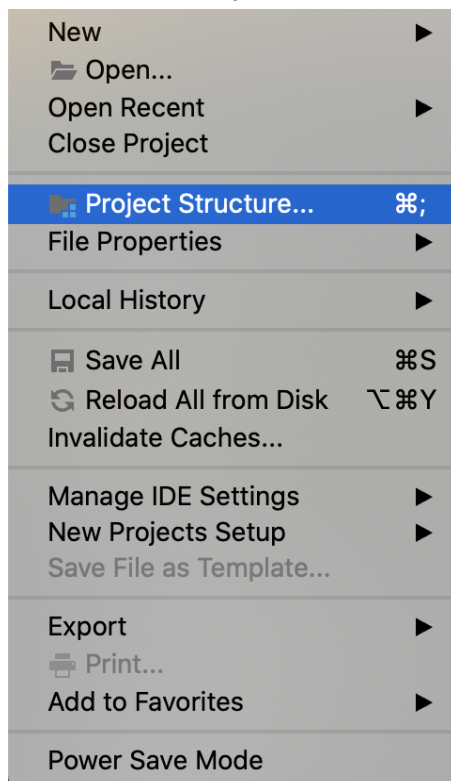 New
Open...
Open Recent
Close Project
Project Structure... ⌘;
File Properties
Local History
Save All ⌘S
Reload All from Disk ⌥⌘Y
Invalidate Caches...
Manage IDE Settings
New Projects Setup
Save File as Template...
Export
Print...
Add to Favorites
Power Save Mode